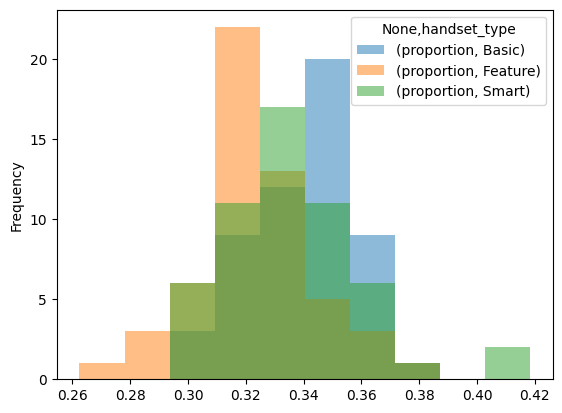 None,handset_type
(proportion, Basic)
(proportion, Feature)
(proportion, Smart)
Frequency
20
15
10
5
0
0.26 0.28 0.30 0.32 0.34 0.36 0.38 0.40 0.42